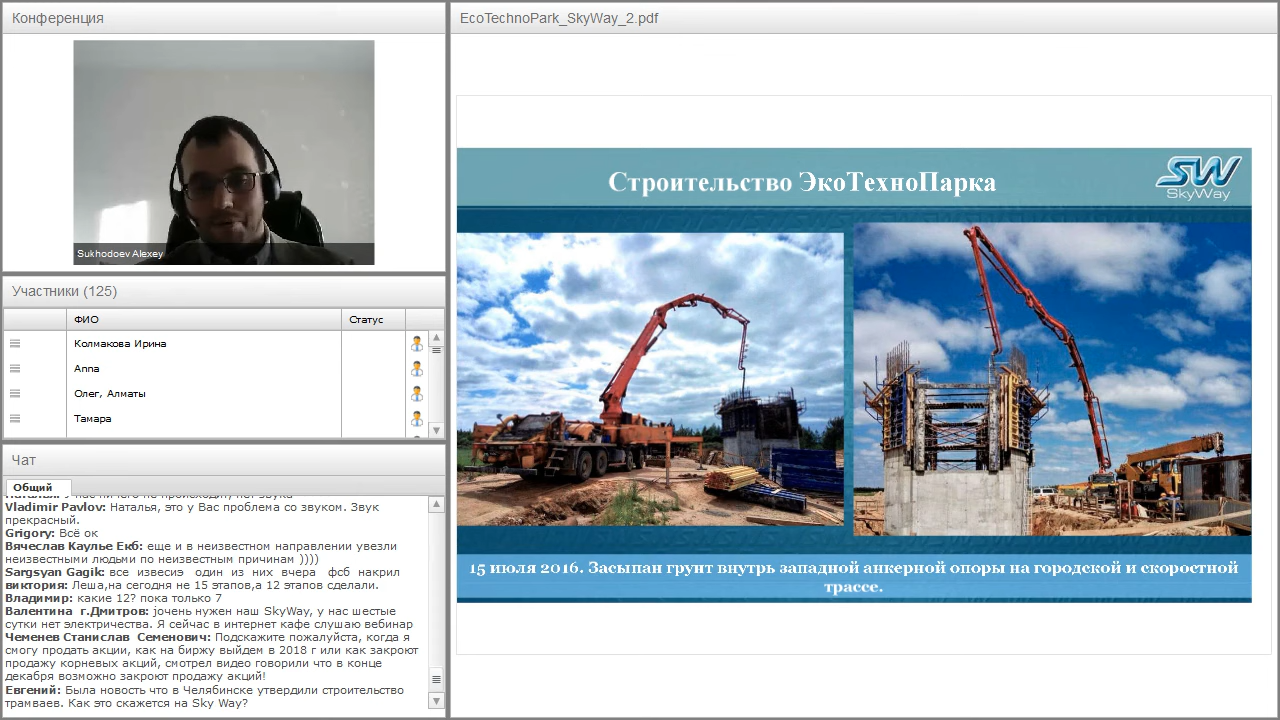 Конференция
Sukhodoev Alexey
Участники (125)
ФИО
Статус
Колмакова Ирина
Anna
Олег, Алматы
Тамара
Чат
Общий
Vladimir Pavlov: Наталья, это у Вас проблема со звуком. Звук
прекрасный.
Grigory: Всё ок
Вячеслав Каулье Екб: еще и в неизвестном направлении увезли
неизвестными людьми по неизвестным причинам ))))
Sargsyan Gagik: все извесиэ один из них вчера фсб накрил
виктория: Леша,на сегодня не 15 этапов,а 12 этапов сделали.
Владимир: какие 12? пока только 7
Валентина г.Дмитров: јочень нужен наш SkyWay, у нас шестые
сутки нет электричества. Я сейчас в интернет кафе слушаю вебинар
Чеменев Станислав Семенович: Подскажите пожалуйста, когда я
смогу продать акции, как на биржу выйдем в 2018 г или как закроют
продажу корневых акций, смотрел видео говорили что в конце
декабря возможно закроют продажу акций!
Евгений: Была новость что в Челябинске утвердили строительство
трамваев. Как это скажется на Sky Way?
EcoTechnoPark_SkyWay_2.pdf
Строительство ЭкоТехноПарка
SW
SkyWay
15 июля 2016. Засыпан грунт внутрь западной анкерной опоры на городской и скоростной
трассе.